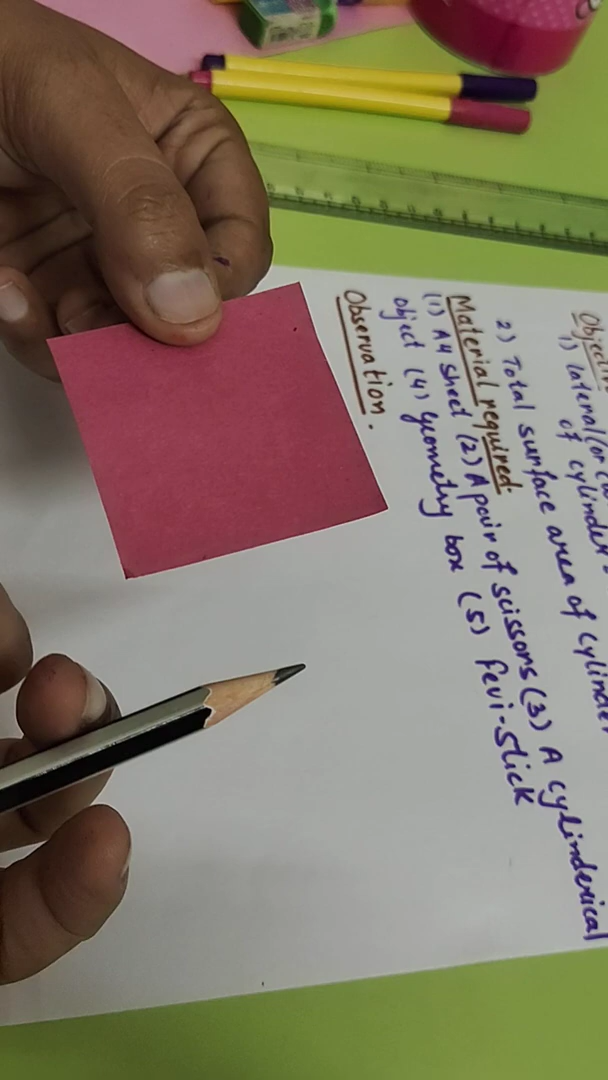 1) lateral (or
of cylinder.
2) Total surface area of cylinder
Material required:
(1) A4 sheet (2) A pair of scissors (3) A cylinderical
object (4) Geometry box (5) Fevi-Stick
Observation.